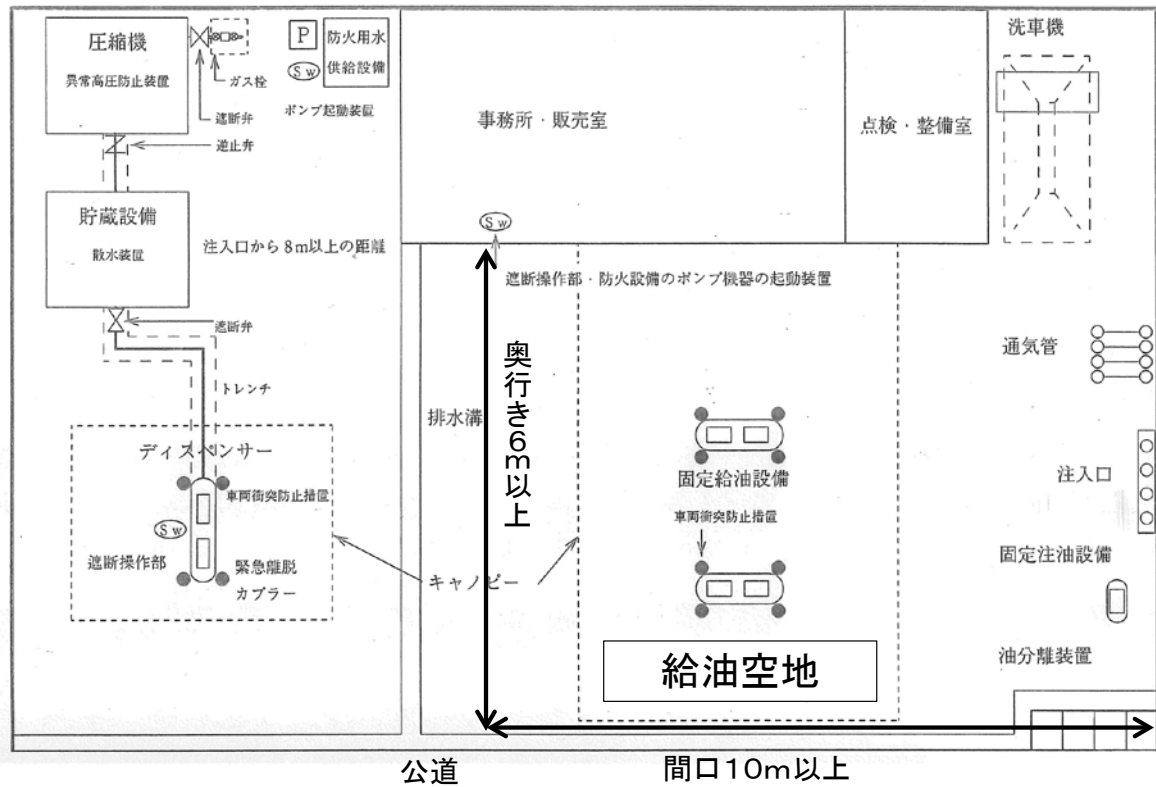 圧縮機
異常高圧防止装置
ガス栓
遮断弁
逆止弁
P
防火用水
供給設備
Sw
ポンプ起動装置
事務所・販売室
点検・整備室
洗車機
貯蔵設備
散水装置
注入口から8m以上の距離
Sw
遮断操作部・防火設備のポンプ機器の起動装置
遮断弁
トレンチ
奥行き6m以上
排水溝
通気管
ディスペンサー
車両衝突防止措置
Sw
遮断操作部
緊急離脱
カプラー
キャノピー
固定給油設備
車両衝突防止措置
注入口
固定注油設備
油分離装置
給油空地
公道
間口10m以上